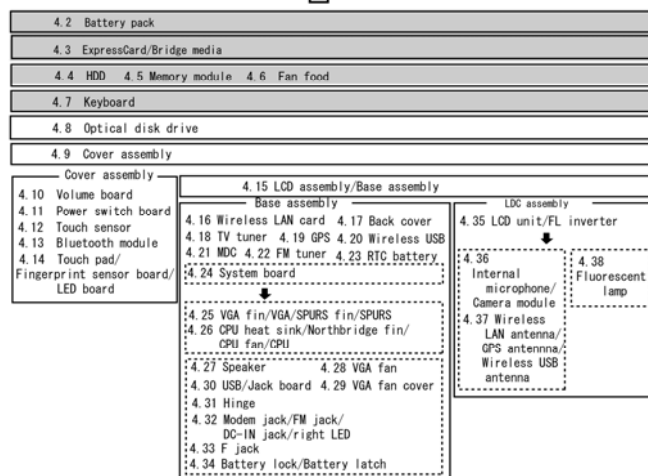 4.2 Battery pack
4.3 ExpressCard/Bridge media
4.4 HDD 4.5 Memory module 4.6 Fan food
4.7 Keyboard
4.8 Optical disk drive
4.9 Cover assembly
Cover assembly
4.10 Volume board
4.11 Power switch board
4.12 Touch sensor
4.13 Bluetooth module
4.14 Touch pad/
Fingerprint sensor board/
LED board
4.15 LCD assembly/Base assembly
Base assembly
4.16 Wireless LAN card 4.17 Back cover
4.18 TV tuner 4.19 GPS 4.20 Wireless USB
4.21 MDC 4.22 FM tuner 4.23 RTC battery
4.24 System board
4.25 VGA fin/VGA/SPURS fin/SPURS
4.26 CPU heat sink/Northbridge fin/
CPU fan/CPU
4.27 Speaker 4.28 VGA fan
4.30 USB/Jack board 4.29 VGA fan cover
4.31 Hinge
4.32 Modem jack/FM jack/
DC-IN jack/right LED
4.33 F jack
4.34 Battery lock/Battery latch
LDC assembly
4.35 LCD unit/FL inverter
4.36
Internal
microphone/
Camera module
4.37 Wireless
LAN antenna/
GPS antennna/
Wireless USB
antenna
4.38
Fluorescent
lamp